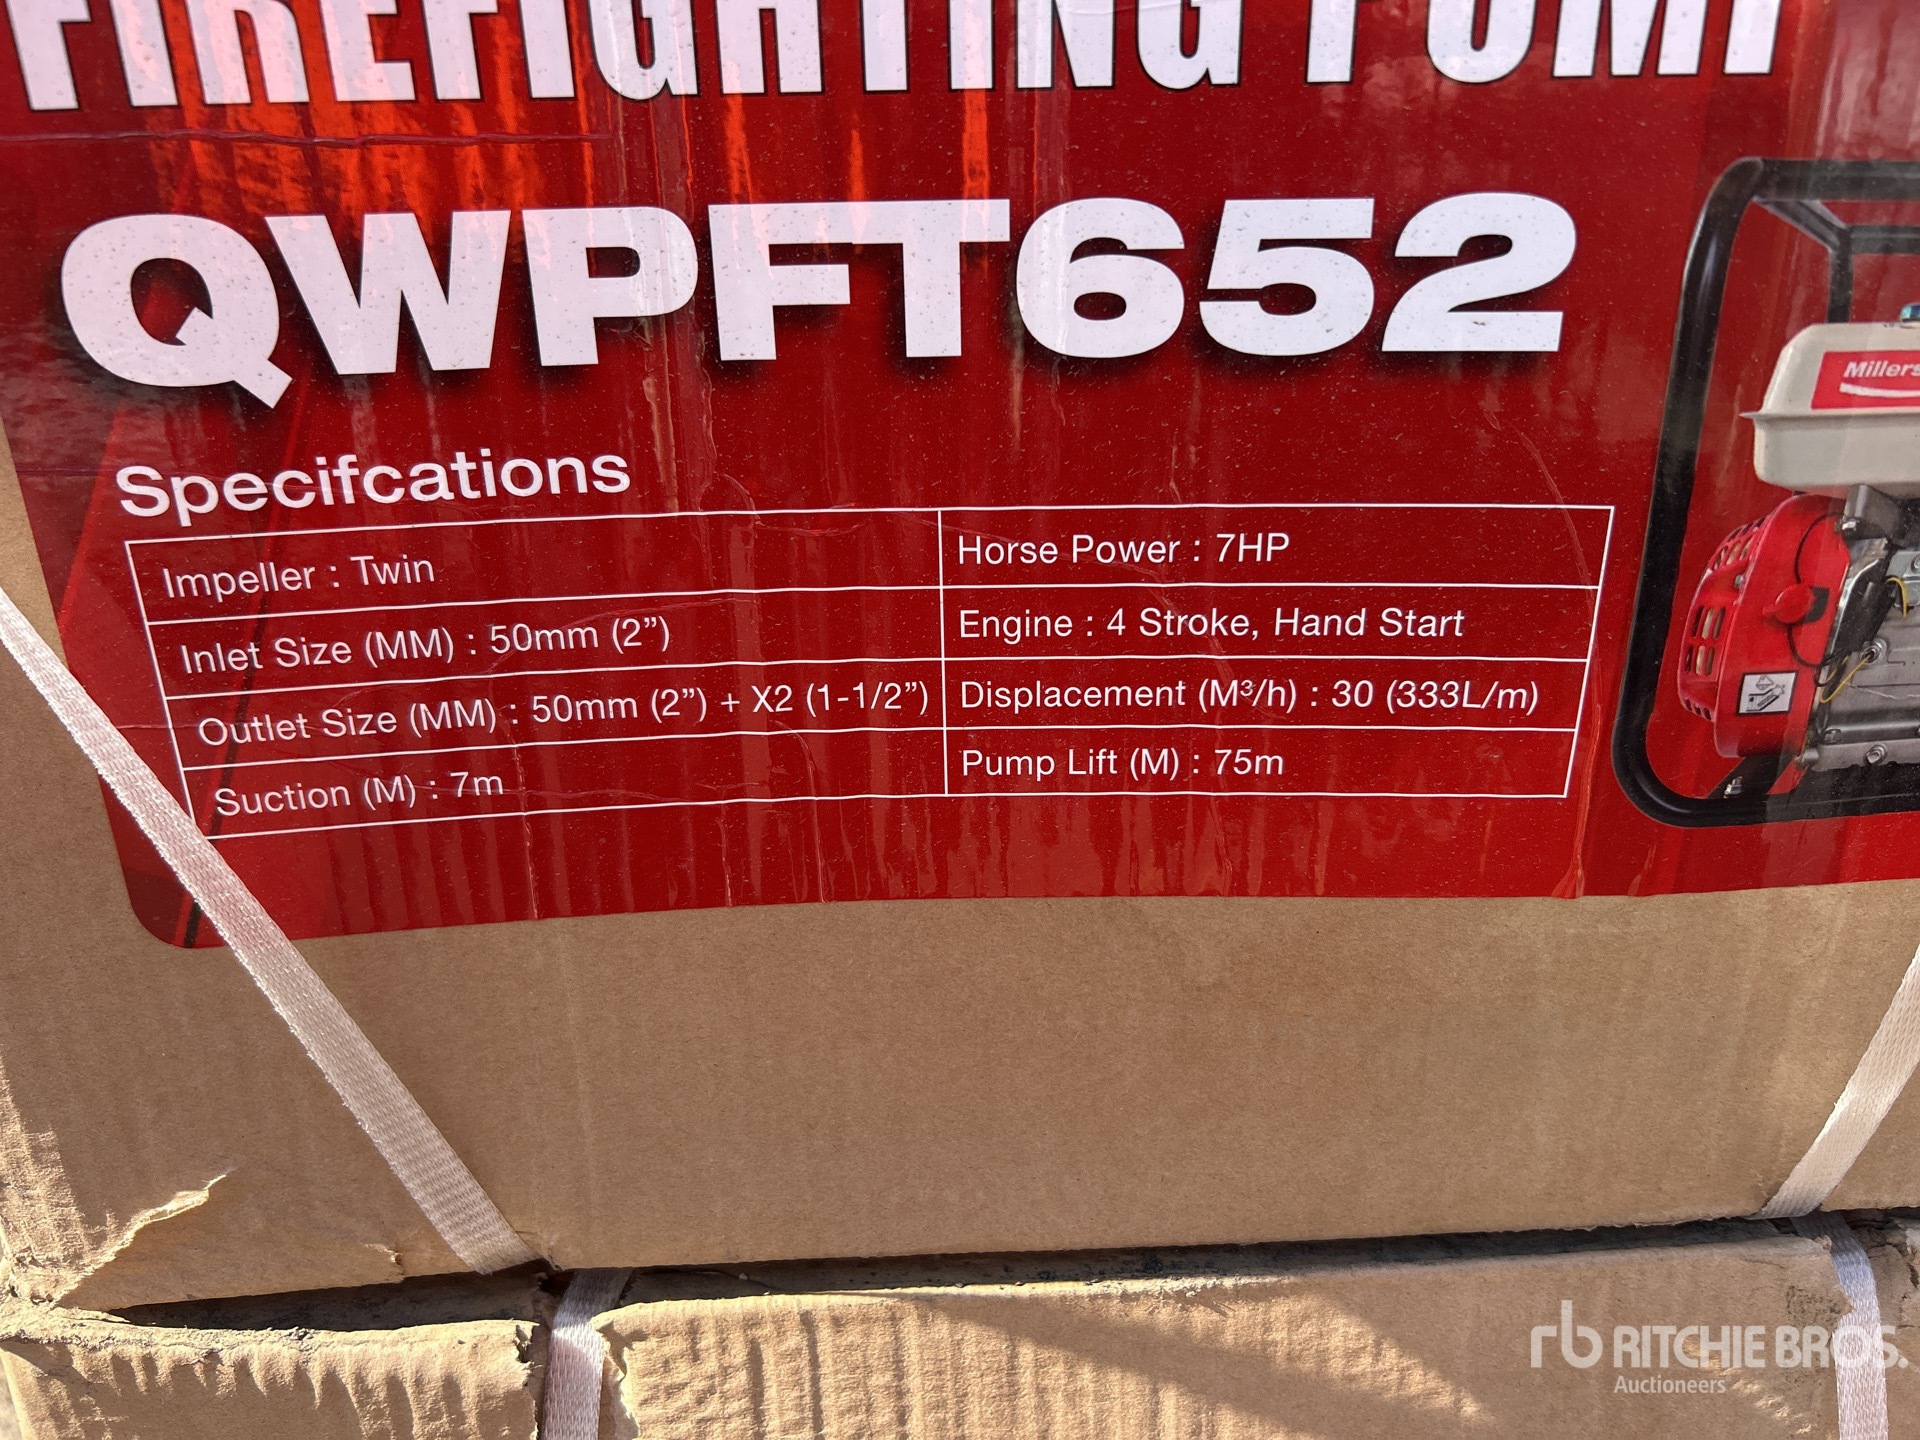 FIREFIGHTING PUMP
QWPFT652
Specifcations
Impeller : Twin
Horse Power : 7HP
Inlet Size (MM) : 50mm (2”)
Engine : 4 Stroke, Hand Start
Outlet Size (MM) : 50mm (2”) + X2 (1-1/2”)
Displacement (M³/h) : 30 (333L/m)
Suction (M) : 7m
Pump Lift (M) : 75m
Millers
rb RITCHIE BROS.
Auctioneers